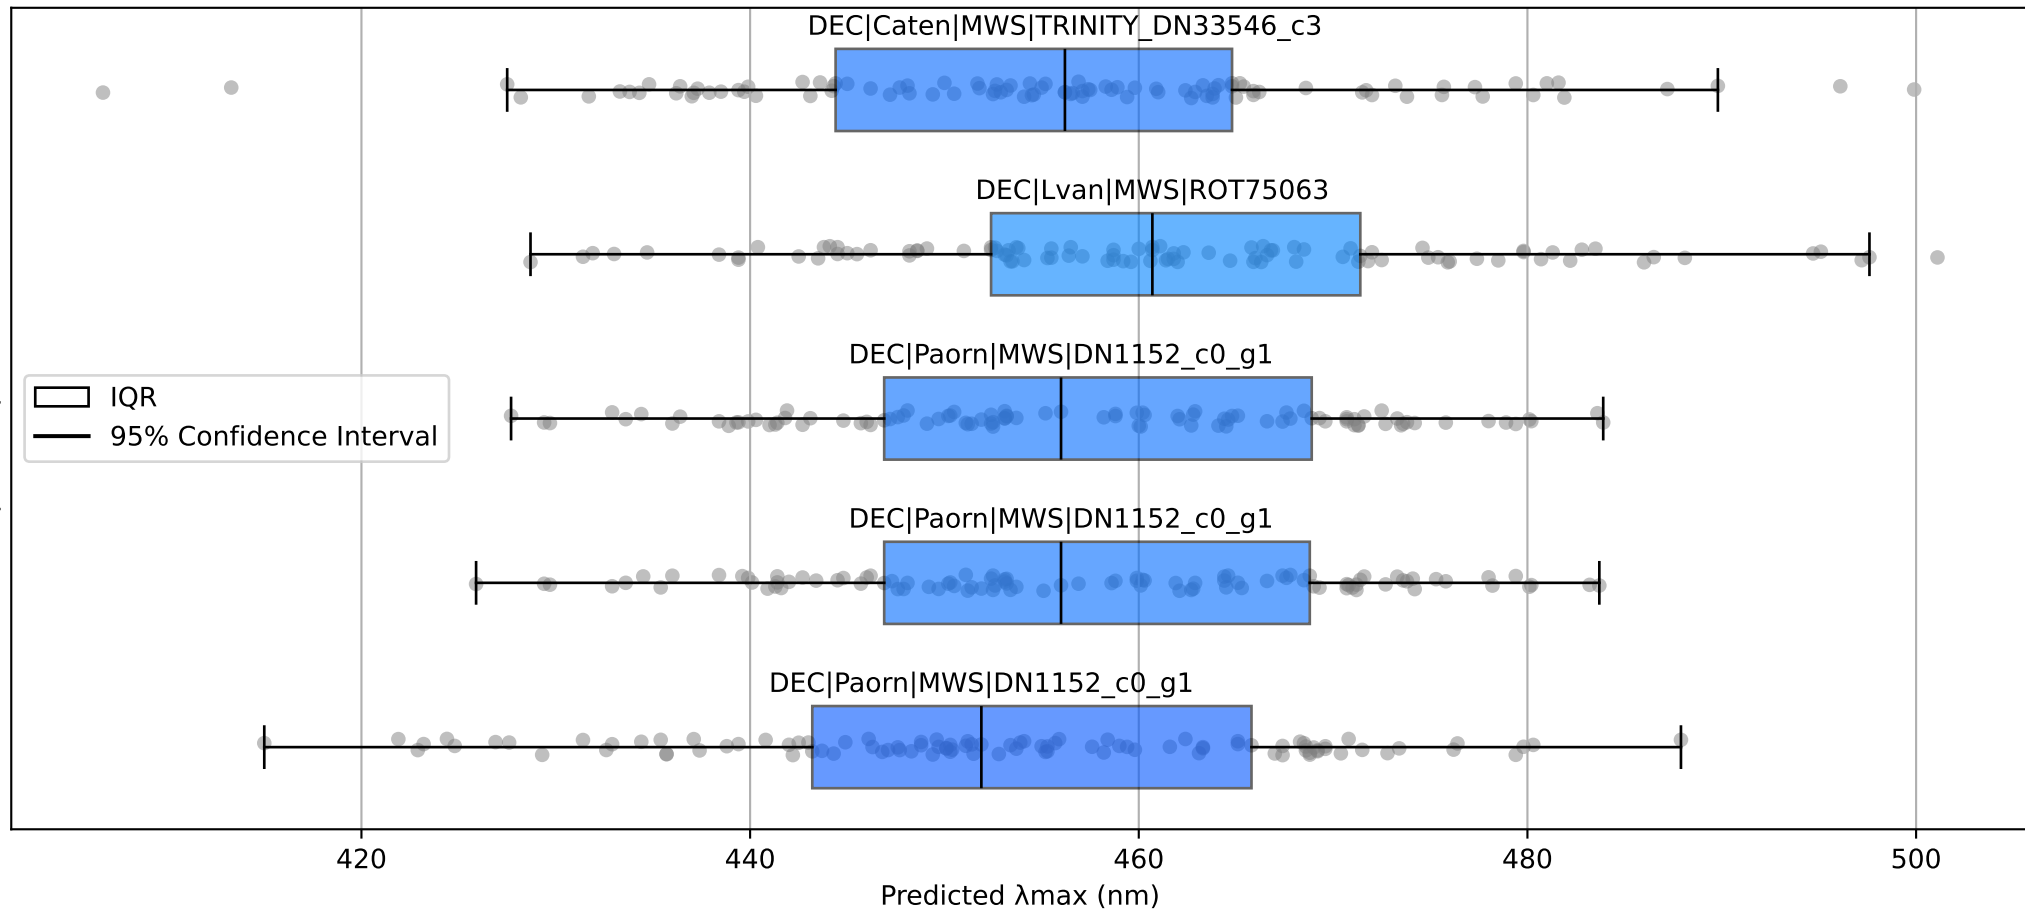 DEC|Caten|MWS|TRINITY_DN33546_c3
DEC|Lvan|MWS|ROT75063
DEC|Paorn|MWS|DN1152_c0_g1
IQR
95% Confidence Interval
DEC|Paorn|MWS|DN1152_c0_g1
DEC|Paorn|MWS|DN1152_c0_g1
420 440 460 480 500
Predicted λmax (nm)